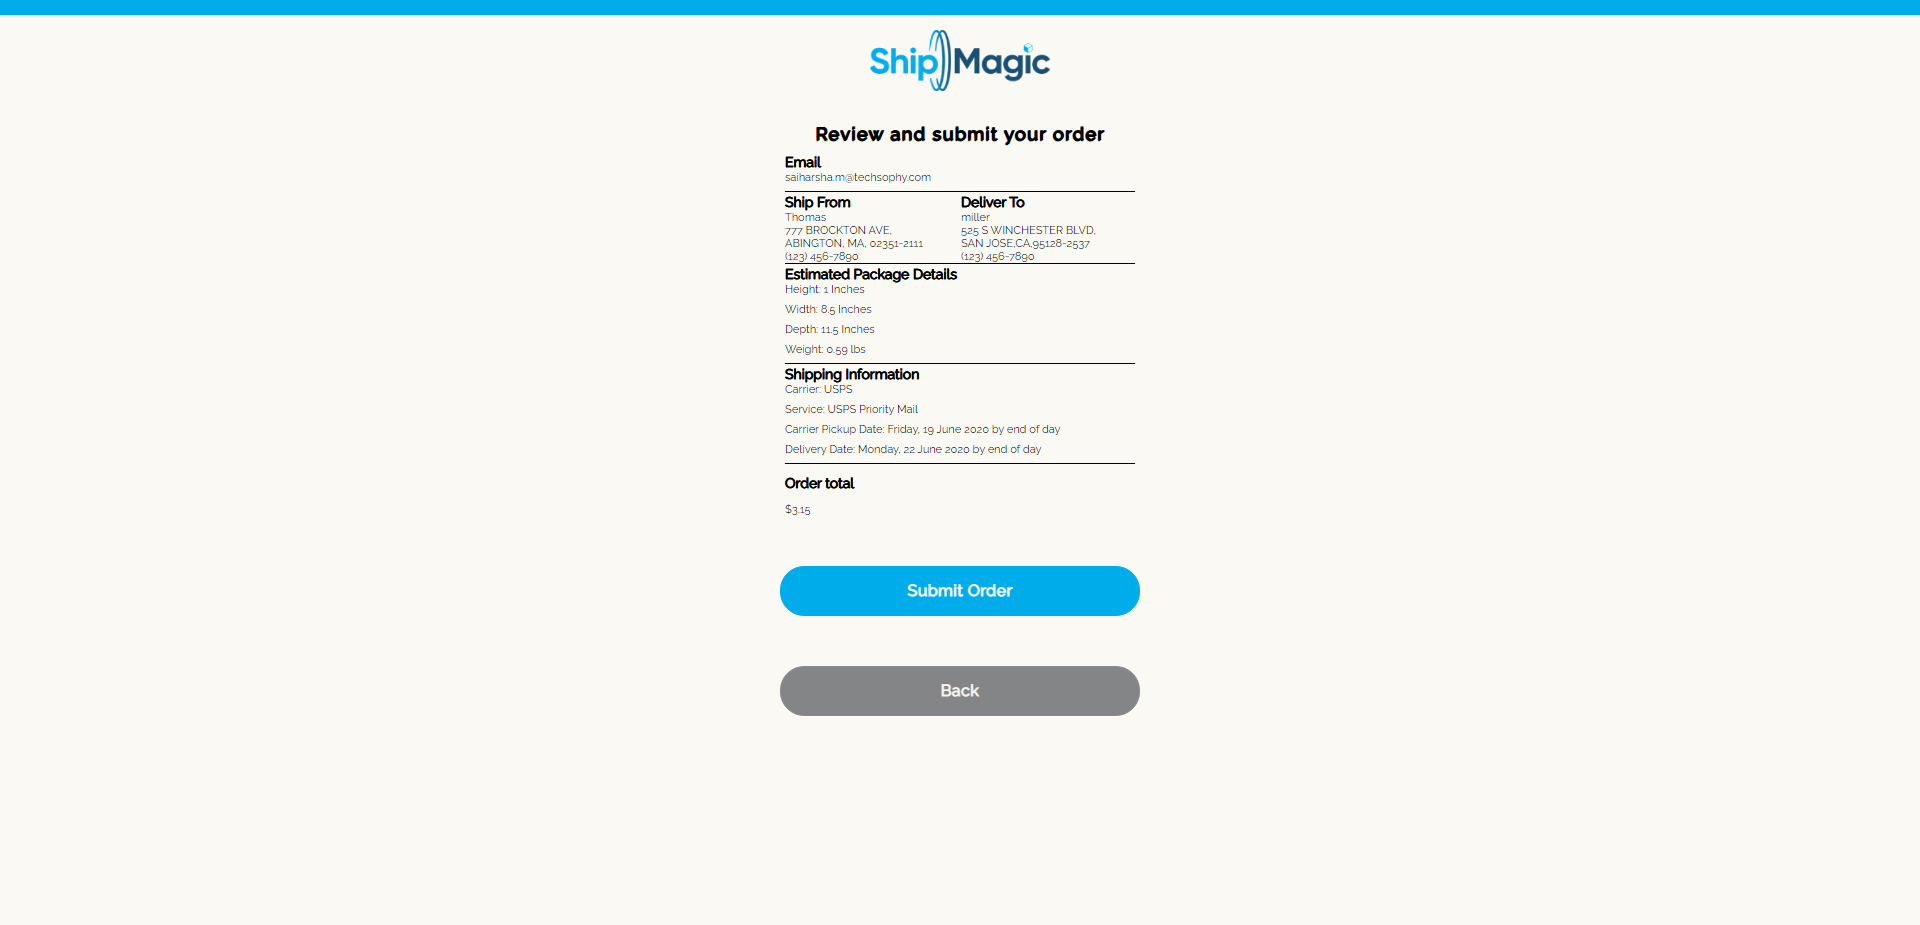 Ship Magic
Review and submit your order
Email
saiharsha.m@techsophy.com
Ship From
Thomas
777 BROCKTON AVE,
ABINGTON, MA, 02351-2111
(123) 456-7890
Deliver To
miller
525 S WINCHESTER BLVD,
SAN JOSE,CA,95128-2537
(123) 456-7890
Estimated Package Details
Height: 1 Inches
Width: 8.5 Inches
Depth: 11.5 Inches
Weight: 0.59 lbs
Shipping Information
Carrier: USPS
Service: USPS Priority Mail
Carrier Pickup Date: Friday, 19 June 2020 by end of day
Delivery Date: Monday, 22 June 2020 by end of day
Order total
$3.15
Submit Order
Back